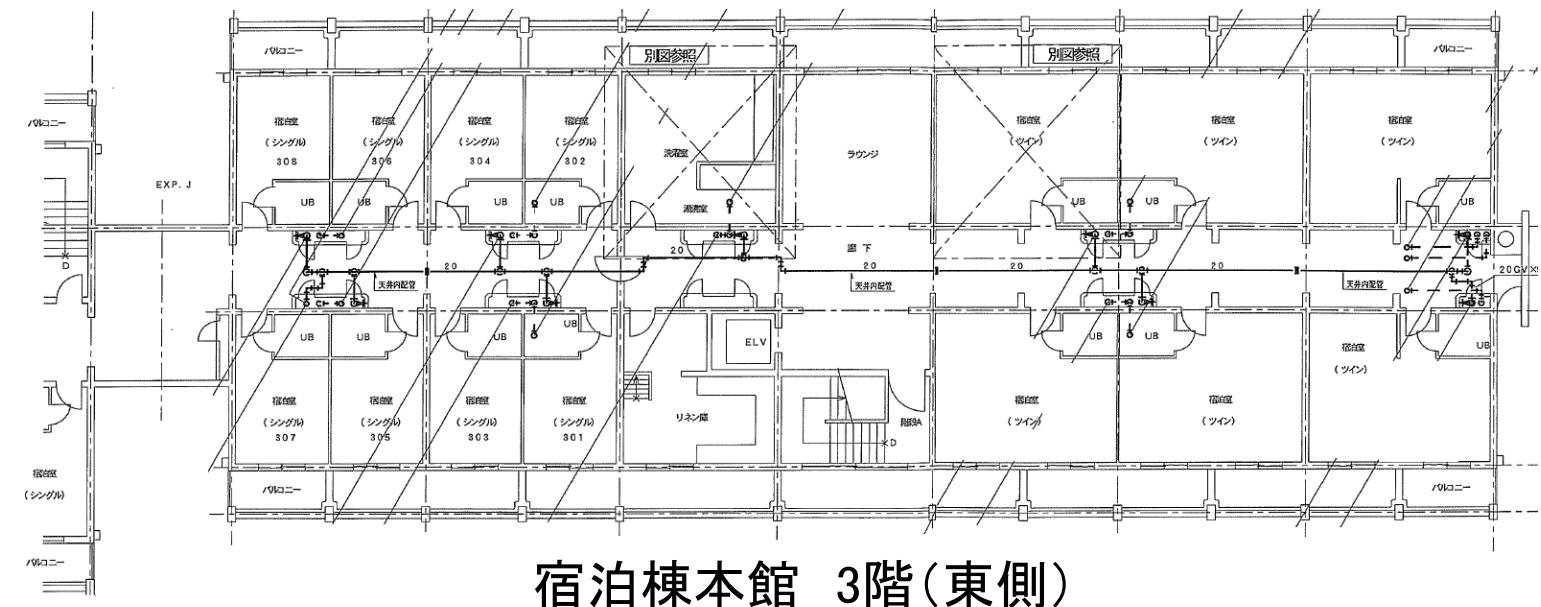 別図参照
別図参照
バルコニー
バルコニー
バルコニー
宿泊室
(シングル)
308
宿泊室
(シングル)
306
宿泊室
(シングル)
304
宿泊室
(シングル)
302
洗濯室
ラウンジ
宿泊室
(ツイン)
宿泊室
(ツイン)
宿泊室
(ツイン)
EXP.J
UB
UB
UB
UB
湯沸室
UB
UB
UB
廊下
D
20
20
20
20
20
20GV
天井内配管
天井内配管
天井内配管
UB
UB
UB
UB
ELV
UB
UB
UB
宿泊室
(シングル)
307
宿泊室
(シングル)
305
宿泊室
(シングル)
303
宿泊室
(シングル)
301
リネン庫
階段A
D
宿泊室
(ツイン)
宿泊室
(ツイン)
宿泊室
(ツイン)
宿泊室
(シングル)
バルコニー
バルコニー
バルコニー
宿泊棟本館 3階(東側)